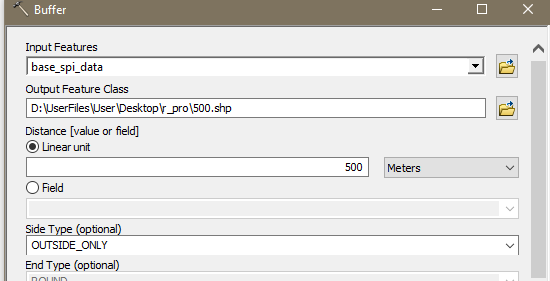 Buffer
Input Features
base_spi_data
Output Feature Class
D:\UserFiles\User\Desktop\r_pro\500.shp
Distance [value or field]
Linear unit
500 Meters
Field
Side Type (optional)
OUTSIDE_ONLY
End Type (optional)
ROUND